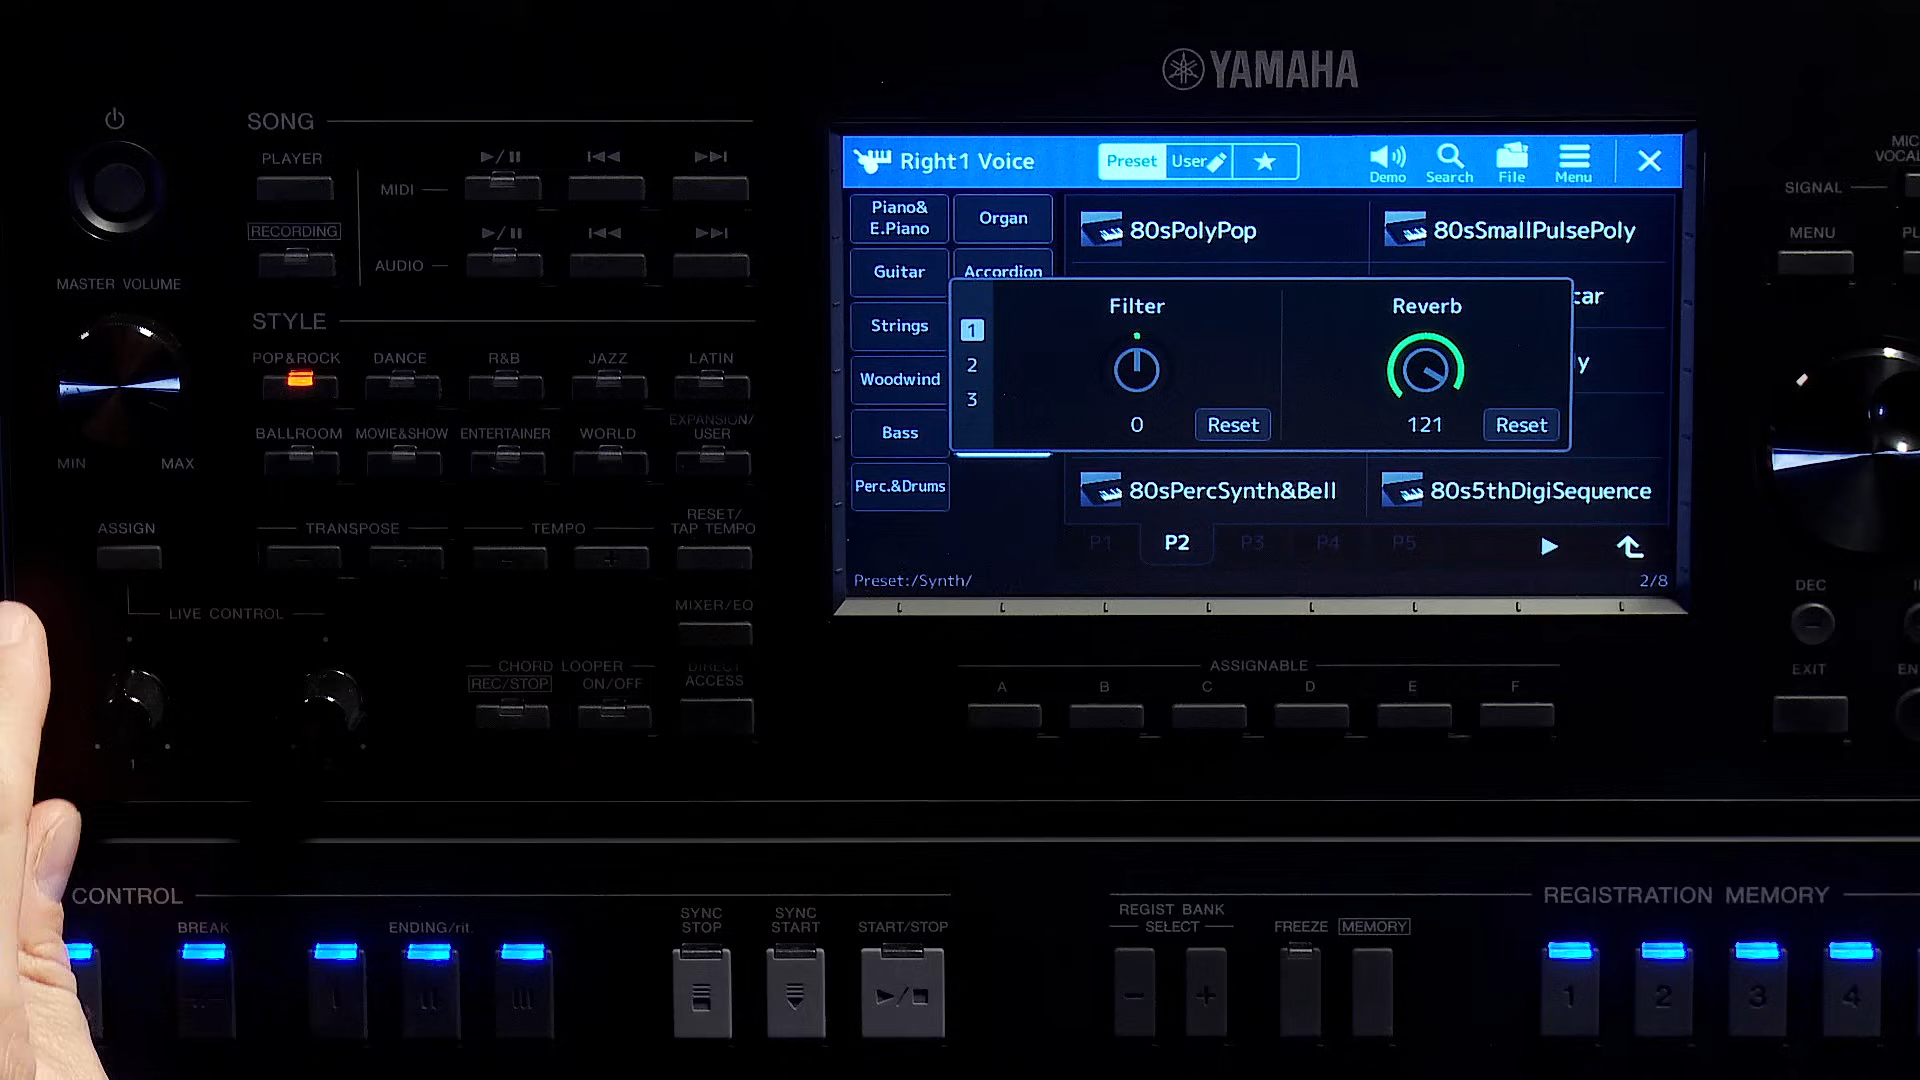 YAMAHA
SONG
PLAYER
MIDI
RECORDING
AUDIO
MASTER VOLUME
MIN
MAX
STYLE
POP&ROCK
DANCE
R&B
JAZZ
LATIN
BALLROOM
MOVIE&SHOW
ENTERTAINER
WORLD
EXPANSION/
USER
ASSIGN
TRANSPOSE
-
+
TEMPO
-
+
RESET/
TAP TEMPO
LIVE CONTROL
1
MIXER/EQ
CHORD LOOPER
REC/STOP
ON/OFF
DIRECT
ACCESS
Right1 Voice
Preset
User
Demo
Search
File
Menu
Piano&
E.Piano
Organ
Guitar
Accordion
Strings
Woodwind
Bass
Perc.&Drums
80sPolyPop
80sSmallPulsePoly
Filter
Reverb
1
2
3
0
Reset
121
Reset
80sPercSynth&Bell
80s5thDigiSequence
P1
P2
P3
P4
P5
Preset:/Synth/
2/8
ASSIGNABLE
A
B
C
D
E
F
SIGNAL
MENU
DEC
EXIT
CONTROL
BREAK
ENDING/rit.
I
II
III
SYNC
STOP
SYNC
START
START/STOP
REGIST BANK
SELECT
-
+
FREEZE
MEMORY
REGISTRATION MEMORY
1
2
3
4